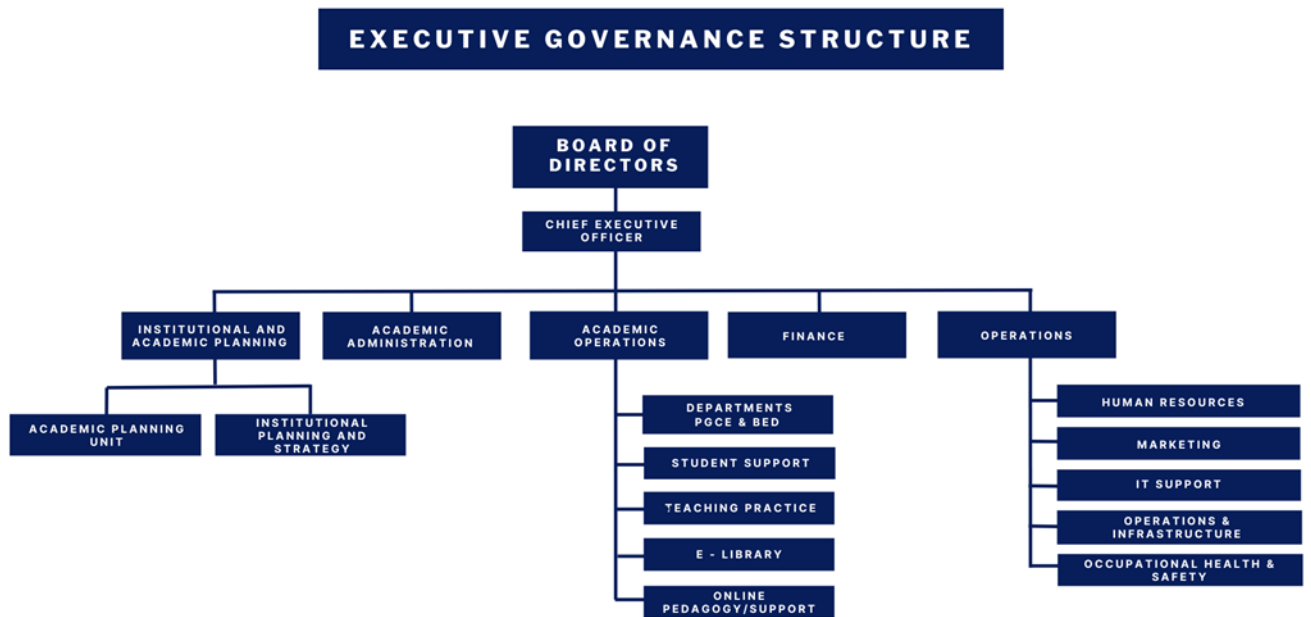 EXECUTIVE GOVERNANCE STRUCTURE
BOARD OF
DIRECTORS
CHIEF EXECUTIVE
OFFICER
INSTITUTIONAL AND
ACADEMIC PLANNING
ACADEMIC
ADMINISTRATION
ACADEMIC
OPERATIONS
FINANCE
OPERATIONS
ACADEMIC PLANNING
UNIT
INSTITUTIONAL
PLANNING AND
STRATEGY
DEPARTMENTS
PGCE & BED
STUDENT SUPPORT
TEACHING PRACTICE
E - LIBRARY
ONLINE
PEDAGOGY/SUPPORT
HUMAN RESOURCES
MARKETING
IT SUPPORT
OPERATIONS &
INFRASTRUCTURE
OCCUPATIONAL HEALTH &
SAFETY